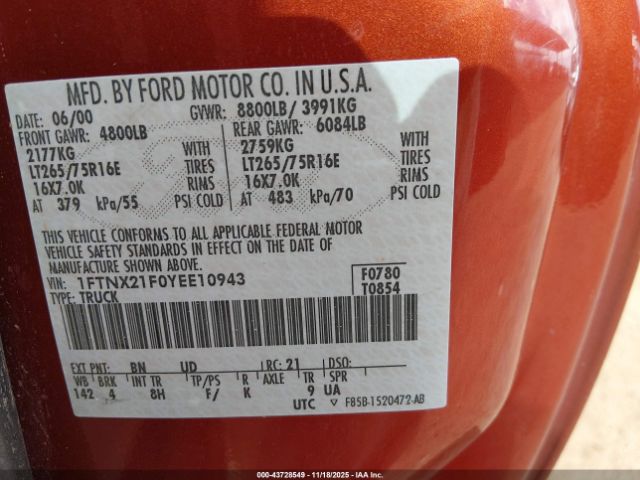 MFD. BY FORD MOTOR CO. IN U.S.A.
DATE: 06/00 GVWR: 8800LB/ 3991KG
FRONT GAWR: 4800LB REAR GAWR: 6084LB
2177KG WITH 2759KG WITH
LT265/75R16E TIRES LT265/75R16E TIRES
16X7.0K RIMS 16X7.0K RIMS
AT 379 kPa/55 PSI COLD AT 483 kPa/70 PSI COLD
THIS VEHICLE CONFORMS TO ALL APPLICABLE FEDERAL MOTOR
VEHICLE SAFETY STANDARDS IN EFFECT ON THE DATE OF
MANUFACTURE SHOWN ABOVE.
VIN: 1FTNX21F0YEE10943 F0780
TYPE: TRUCK T0854
EXT PNT: BN UD RC: 21 DSO:
WB BRK INT TR TP/PS R AXLE TR SPR
142 4 8H F/ K 9 UA
UTC ▽ F85B-1520472-AB
000-43728549 — 11/18/2025 — IAAI.com